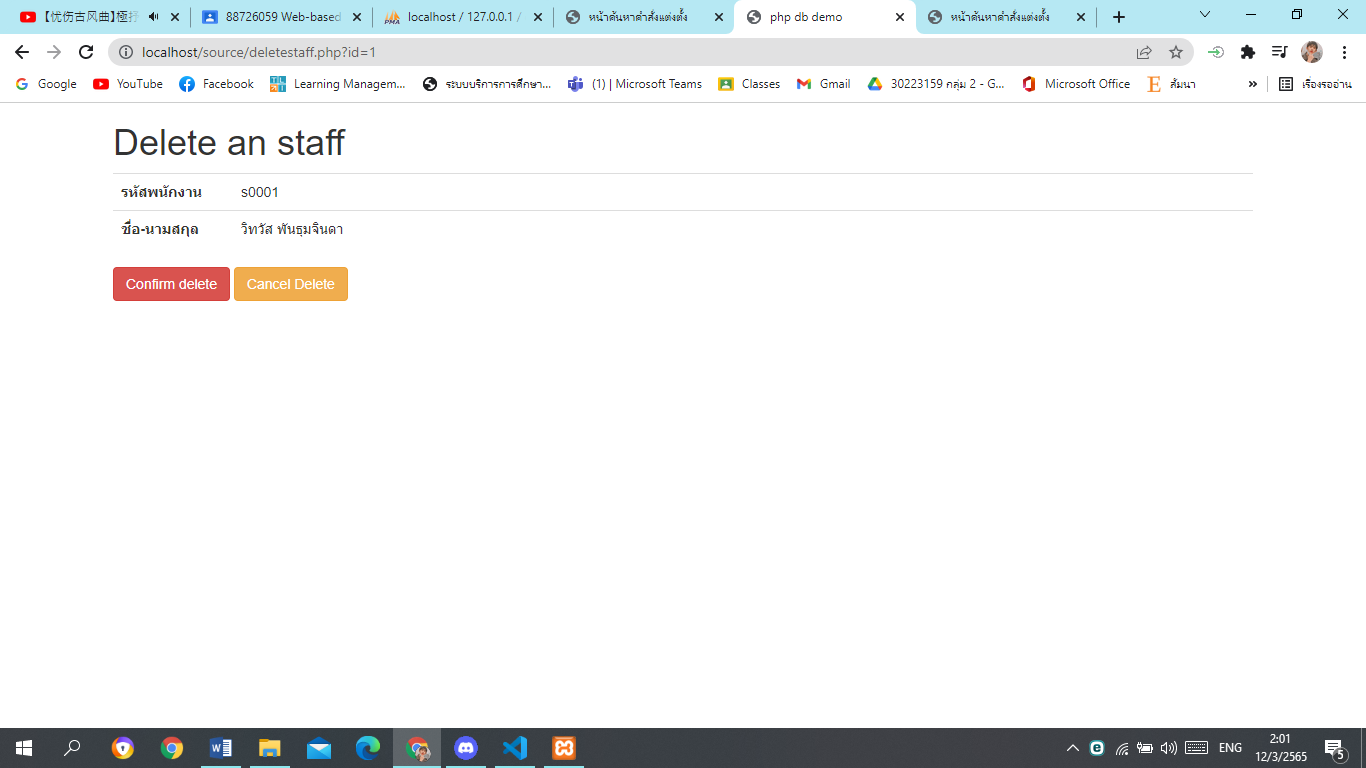 【优伤古风曲】極
88726059 Web-based
localhost / 127.0.0.1 /
หน้าค้นหาคำสั่งแต่งตั้ง
php db demo
หน้าค้นหาคำสั่งแต่งตั้ง
localhost/source/deletestaff.php?id=1
Google
YouTube
Facebook
Learning Managem...
ระบบบริการการศึกษา...
(1) | Microsoft Teams
Classes
Gmail
30223159 กลุ่ม 2 - G...
Microsoft Office
สัมนา
»
เรื่องรออ่าน
Delete an staff
รหัสพนักงาน s0001
ชื่อ-นามสกุล วิทวัส พันธุมจินดา
Confirm delete Cancel Delete
ENG
2:01
12/3/2565
5